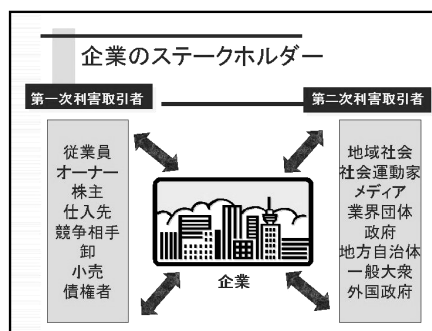 企業のステークホルダー
第一次利害取引者
第二次利害取引者
従業員
オーナー
株主
仕入先
競争相手
卸
小売
債権者
地域社会
社会運動家
メディア
業界団体
政府
地方自治体
一般大衆
外国政府
企業